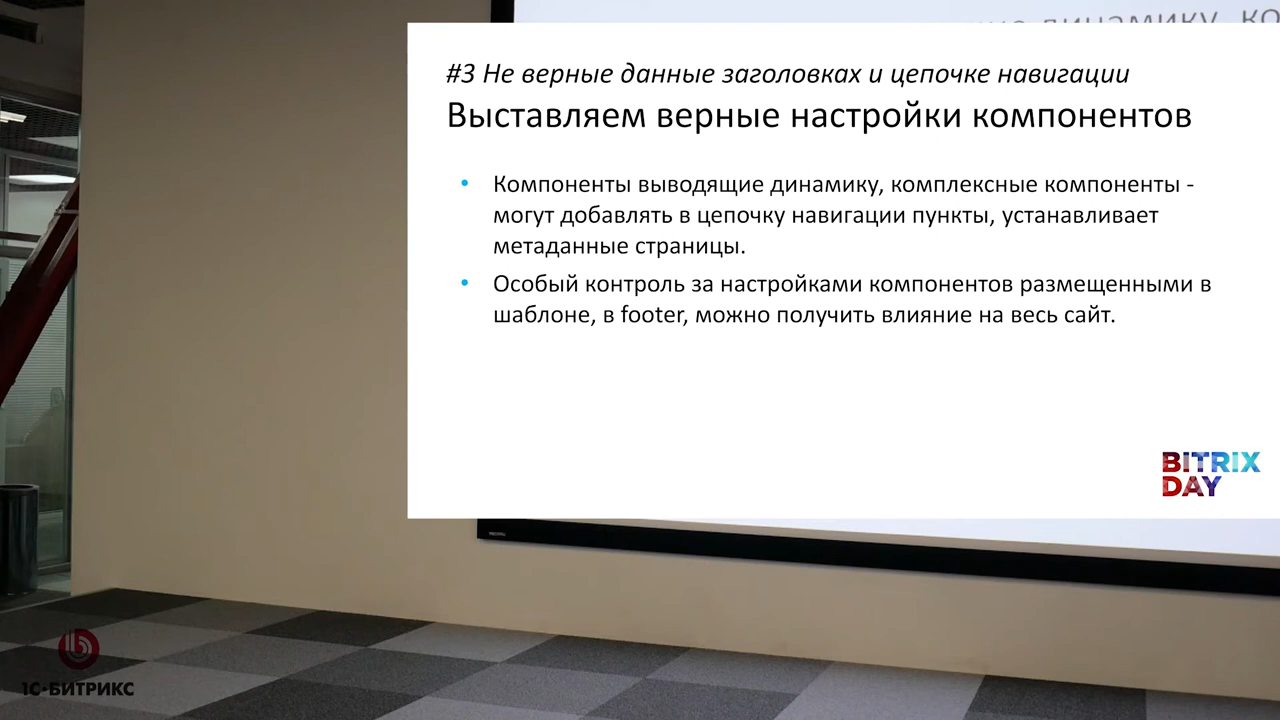 динамику, ко
#3 Не верные данные заголовках и цепочке навигации
Выставляем верные настройки компонентов
• Компоненты выводящие динамику, комплексные компоненты -
могут добавлять в цепочку навигации пункты, устанавливает
метаданные страницы.
• Особый контроль за настройками компонентов размещенными в
шаблоне, в footer, можно получить влияние на весь сайт.
BITRIX
DAY
1С-БИТРИКС